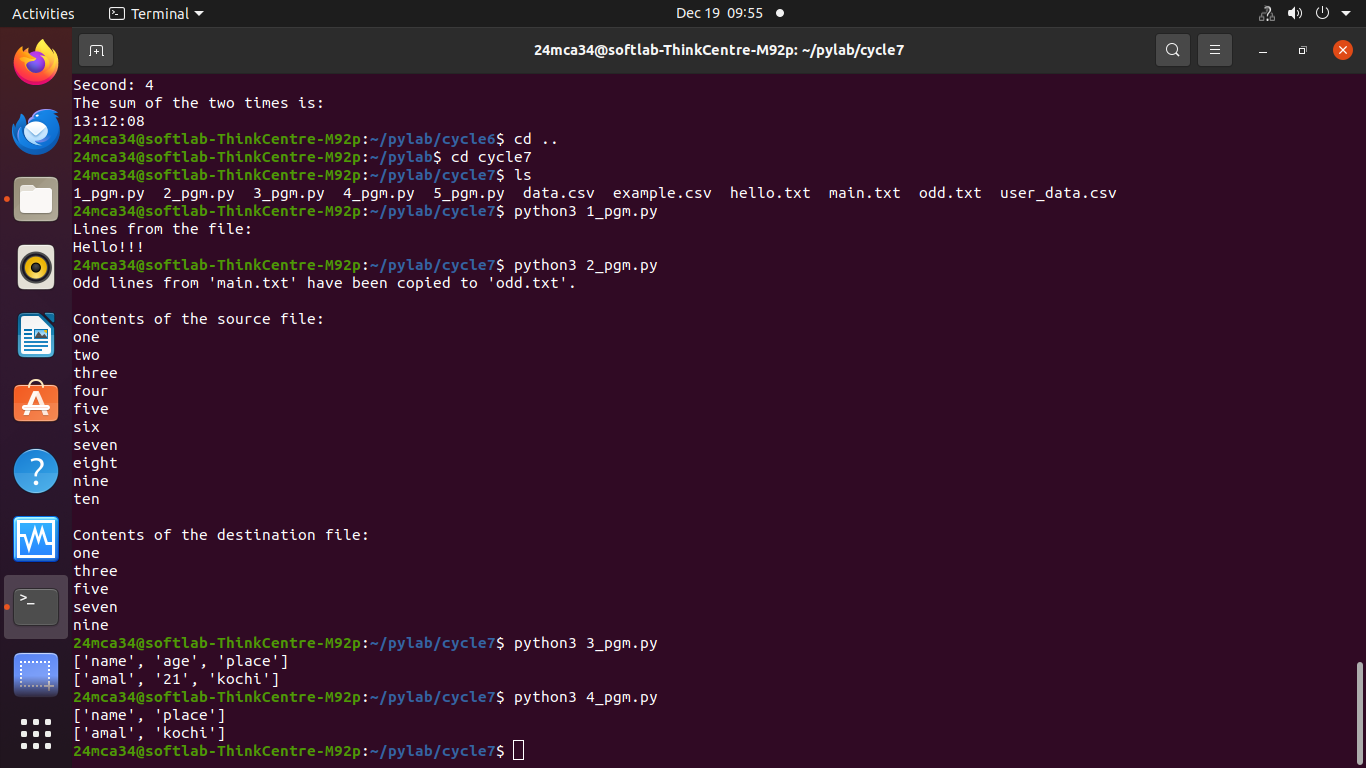 Activities
Terminal
Dec 19 09:55
24mca34@softlab-ThinkCentre-M92p: ~/pylab/cycle7
Second: 4
The sum of the two times is:
13:12:08
24mca34@softlab-ThinkCentre-M92p:~/pylab/cycle6$ cd ..
24mca34@softlab-ThinkCentre-M92p:~/pylab$ cd cycle7
24mca34@softlab-ThinkCentre-M92p:~/pylab/cycle7$ ls
1_pgm.py  2_pgm.py  3_pgm.py  4_pgm.py  5_pgm.py  data.csv  example.csv  hello.txt  main.txt  odd.txt  user_data.csv
24mca34@softlab-ThinkCentre-M92p:~/pylab/cycle7$ python3 1_pgm.py
Lines from the file:
Hello!!!
24mca34@softlab-ThinkCentre-M92p:~/pylab/cycle7$ python3 2_pgm.py
Odd lines from 'main.txt' have been copied to 'odd.txt'.
Contents of the source file:
one
two
three
four
five
six
seven
eight
nine
ten
Contents of the destination file:
one
three
five
seven
nine
24mca34@softlab-ThinkCentre-M92p:~/pylab/cycle7$ python3 3_pgm.py
['name', 'age', 'place']
['amal', '21', 'kochi']
24mca34@softlab-ThinkCentre-M92p:~/pylab/cycle7$ python3 4_pgm.py
['name', 'place']
['amal', 'kochi']
24mca34@softlab-ThinkCentre-M92p:~/pylab/cycle7$